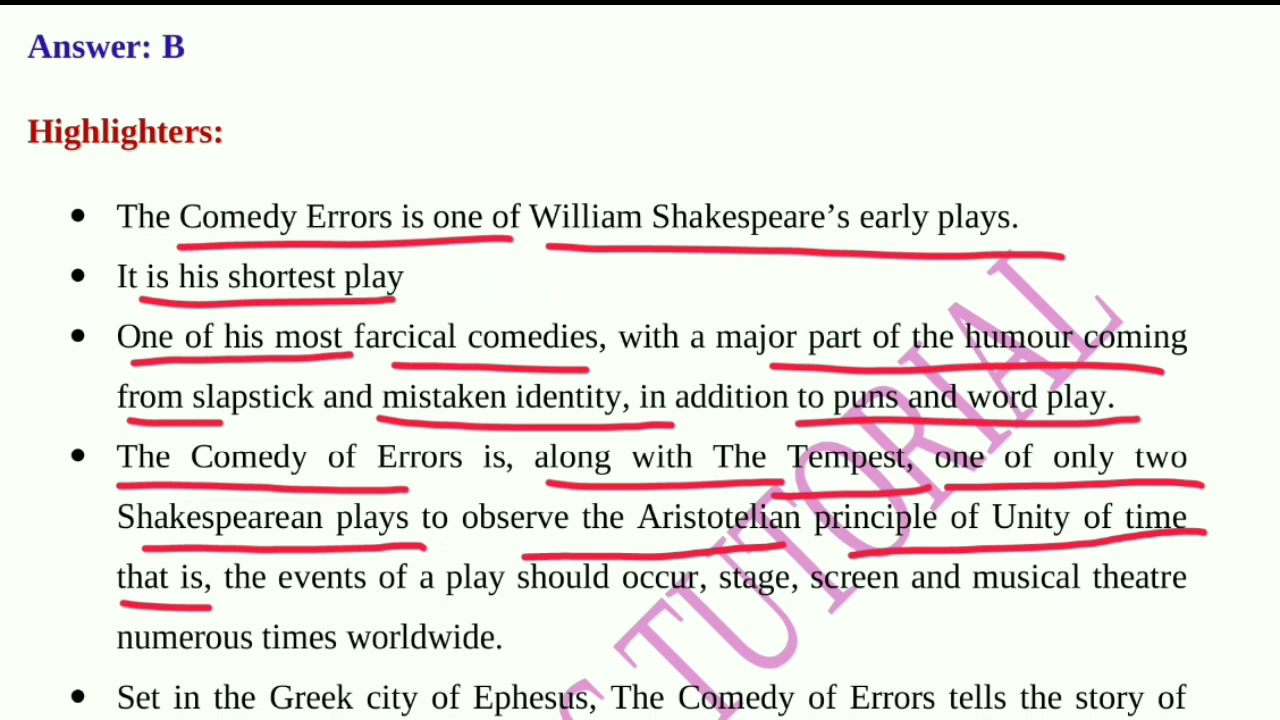 Answer: B
Highlighters:
• The Comedy Errors is one of William Shakespeare’s early plays.
• It is his shortest play
• One of his most farcical comedies, with a major part of the humour coming
from slapstick and mistaken identity, in addition to puns and word play.
• The Comedy of Errors is, along with The Tempest, one of only two
Shakespearean plays to observe the Aristotelian principle of Unity of time
that is, the events of a play should occur, stage, screen and musical theatre
numerous times worldwide.
• Set in the Greek city of Ephesus, The Comedy of Errors tells the story of
S TUTORIAL